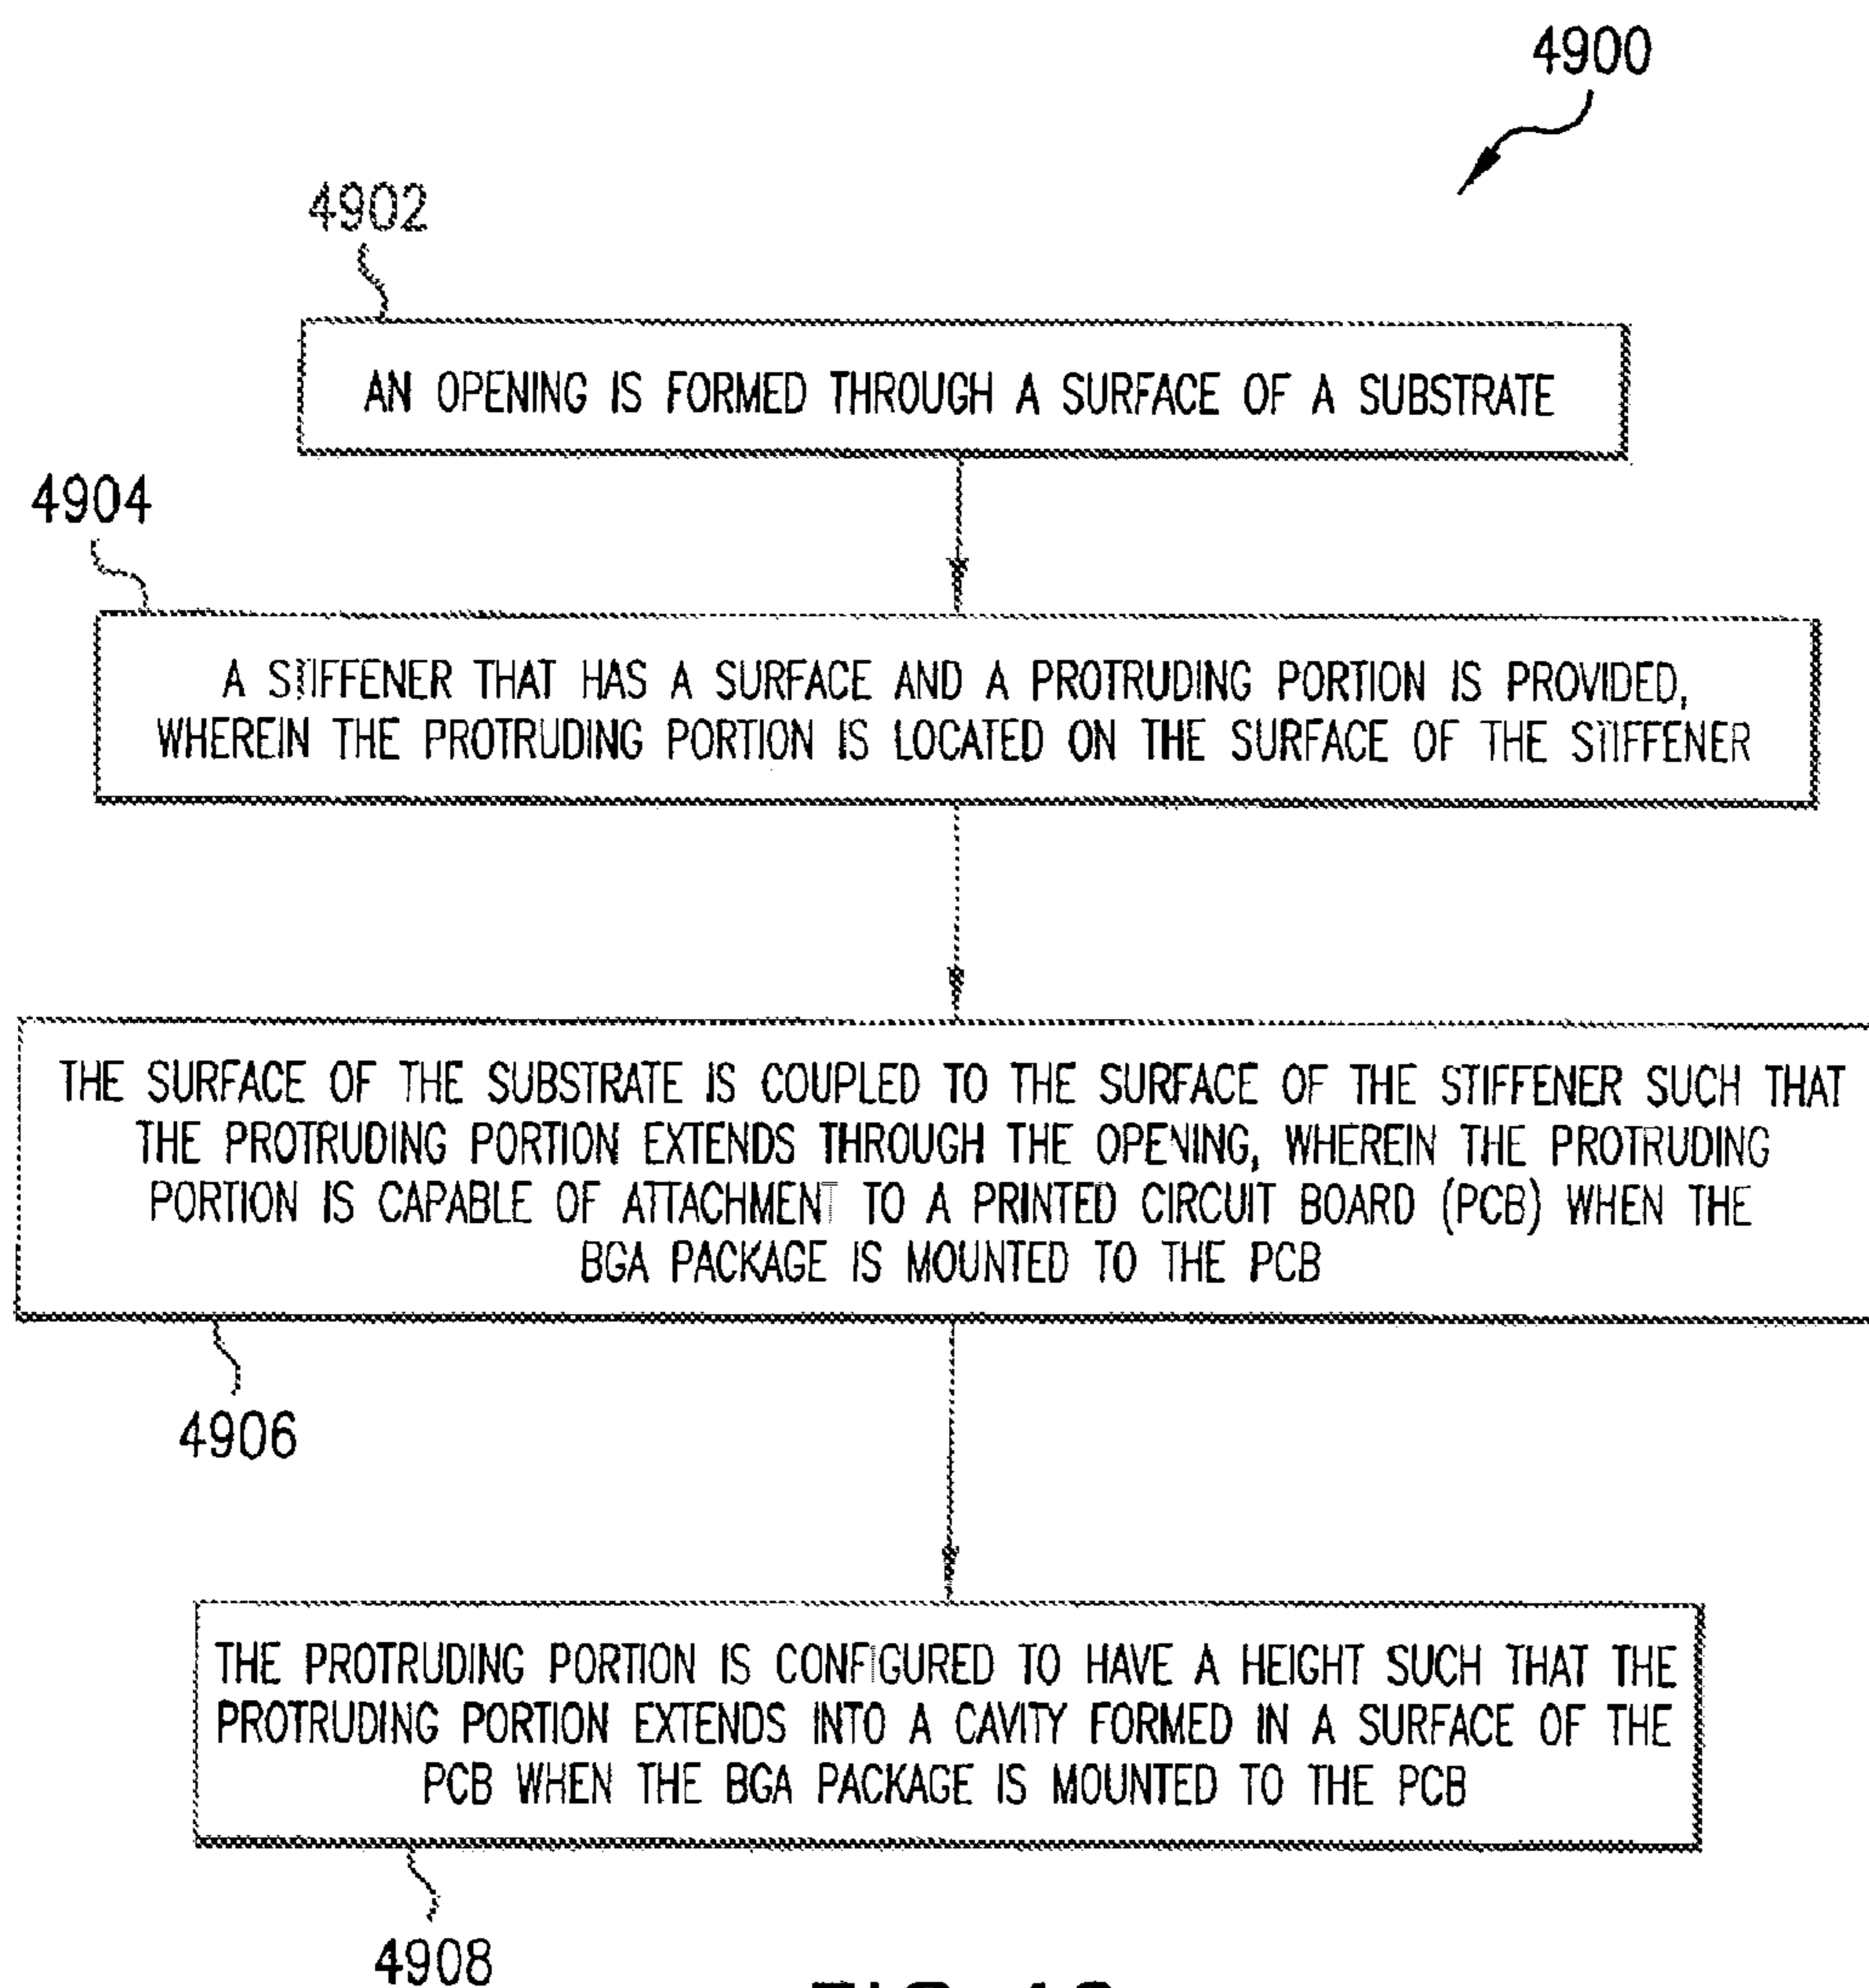 4900
4902
AN OPENING IS FORMED THROUGH A SURFACE OF A SUBSTRATE
4904
A STIFFENER THAT HAS A SURFACE AND A PROTRUDING PORTION IS PROVIDED,
WHEREIN THE PROTRUDING PORTION IS LOCATED ON THE SURFACE OF THE STIFFENER
THE SURFACE OF THE SUBSTRATE IS COUPLED TO THE SURFACE OF THE STIFFENER SUCH THAT
THE PROTRUDING PORTION EXTENDS THROUGH THE OPENING, WHEREIN THE PROTRUDING
PORTION IS CAPABLE OF ATTACHMENT TO A PRINTED CIRCUIT BOARD (PCB) WHEN THE
BGA PACKAGE IS MOUNTED TO THE PCB
4906
THE PROTRUDING PORTION IS CONFIGURED TO HAVE A HEIGHT SUCH THAT THE
PROTRUDING PORTION EXTENDS INTO A CAVITY FORMED IN A SURFACE OF THE
PCB WHEN THE BGA PACKAGE IS MOUNTED TO THE PCB
4908